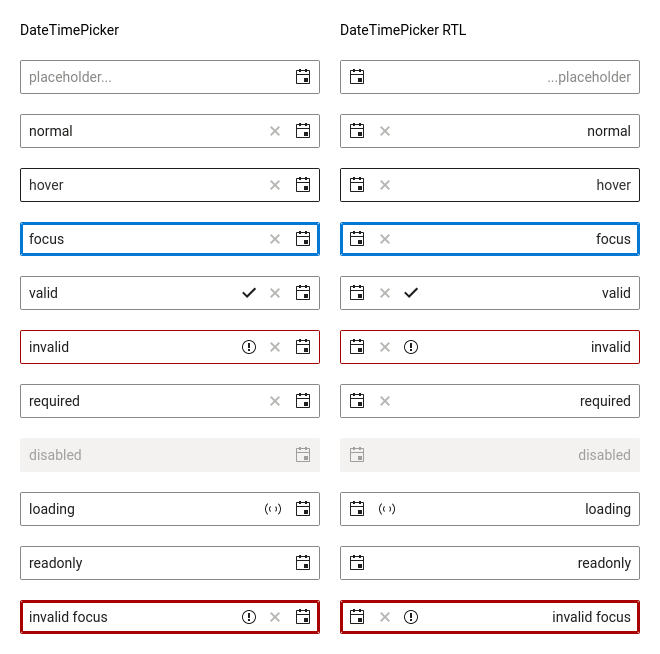 DateTimePicker
placeholder...
normal
hover
focus
valid
invalid
required
disabled
loading
readonly
invalid focus
DateTimePicker RTL
...placeholder
normal
hover
focus
valid
invalid
required
disabled
loading
readonly
invalid focus